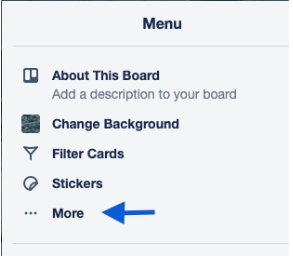 Menu
About This Board
Add a description to your board
Change Background
Filter Cards
Stickers
More